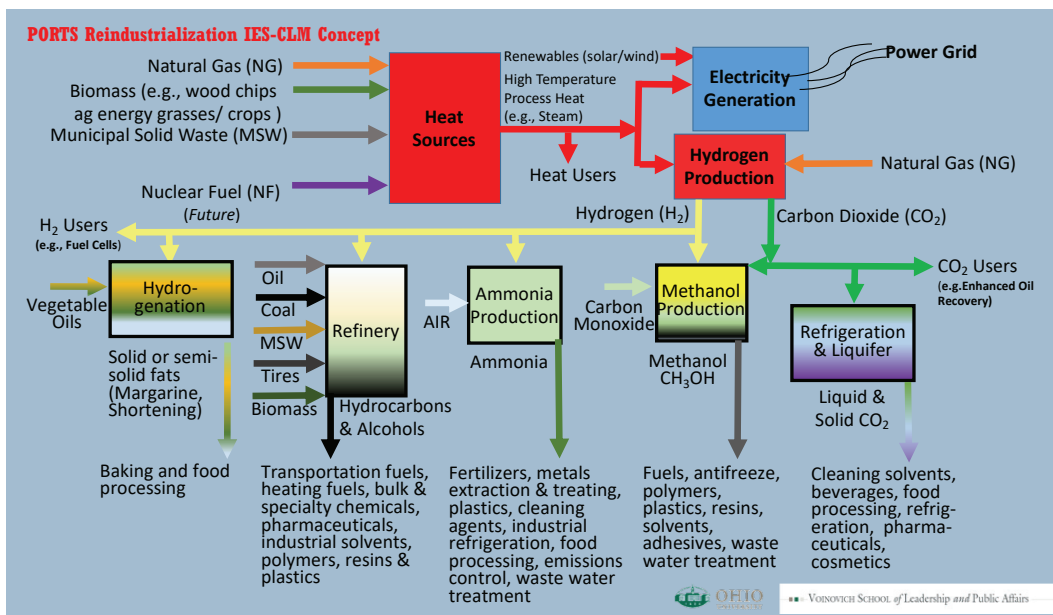 PORTS Reindustrialization IES-CLM Concept
Natural Gas (NG)
Biomass (e.g., wood chips
ag energy grasses/ crops )
Municipal Solid Waste (MSW)
Nuclear Fuel (NF)
(Future)
Heat
Sources
Renewables (solar/wind)
High Temperature
Process Heat
(e.g., Steam)
Heat Users
Electricity
Generation
Power Grid
Hydrogen
Production
Natural Gas (NG)
Hydrogen (H₂)
Carbon Dioxide (CO₂)
H₂ Users
(e.g., Fuel Cells)
CO₂ Users
(e.g.Enhanced Oil
Recovery)
Vegetable
Oils
Hydro-
genation
Solid or semi-
solid fats
(Margarine,
Shortening)
Baking and food
processing
Oil
Coal
MSW
Tires
Biomass
Refinery
Hydrocarbons
& Alcohols
Transportation fuels,
heating fuels, bulk &
specialty chemicals,
pharmaceuticals,
industrial solvents,
polymers, resins &
plastics
AIR
Ammonia
Production
Ammonia
Fertilizers, metals
extraction & treating,
plastics, cleaning
agents, industrial
refrigeration, food
processing, emissions
control, waste water
treatment
Carbon
Monoxide
Methanol
Production
Methanol
CH₃OH
Fuels, antifreeze,
polymers,
plastics, resins,
solvents,
adhesives, waste
water treatment
Refrigeration
& Liquifer
Liquid &
Solid CO₂
Cleaning solvents,
beverages, food
processing, refrig-
eration, pharma-
ceuticals,
cosmetics
OHIO
VOINOVICH SCHOOL of Leadership and Public Affairs